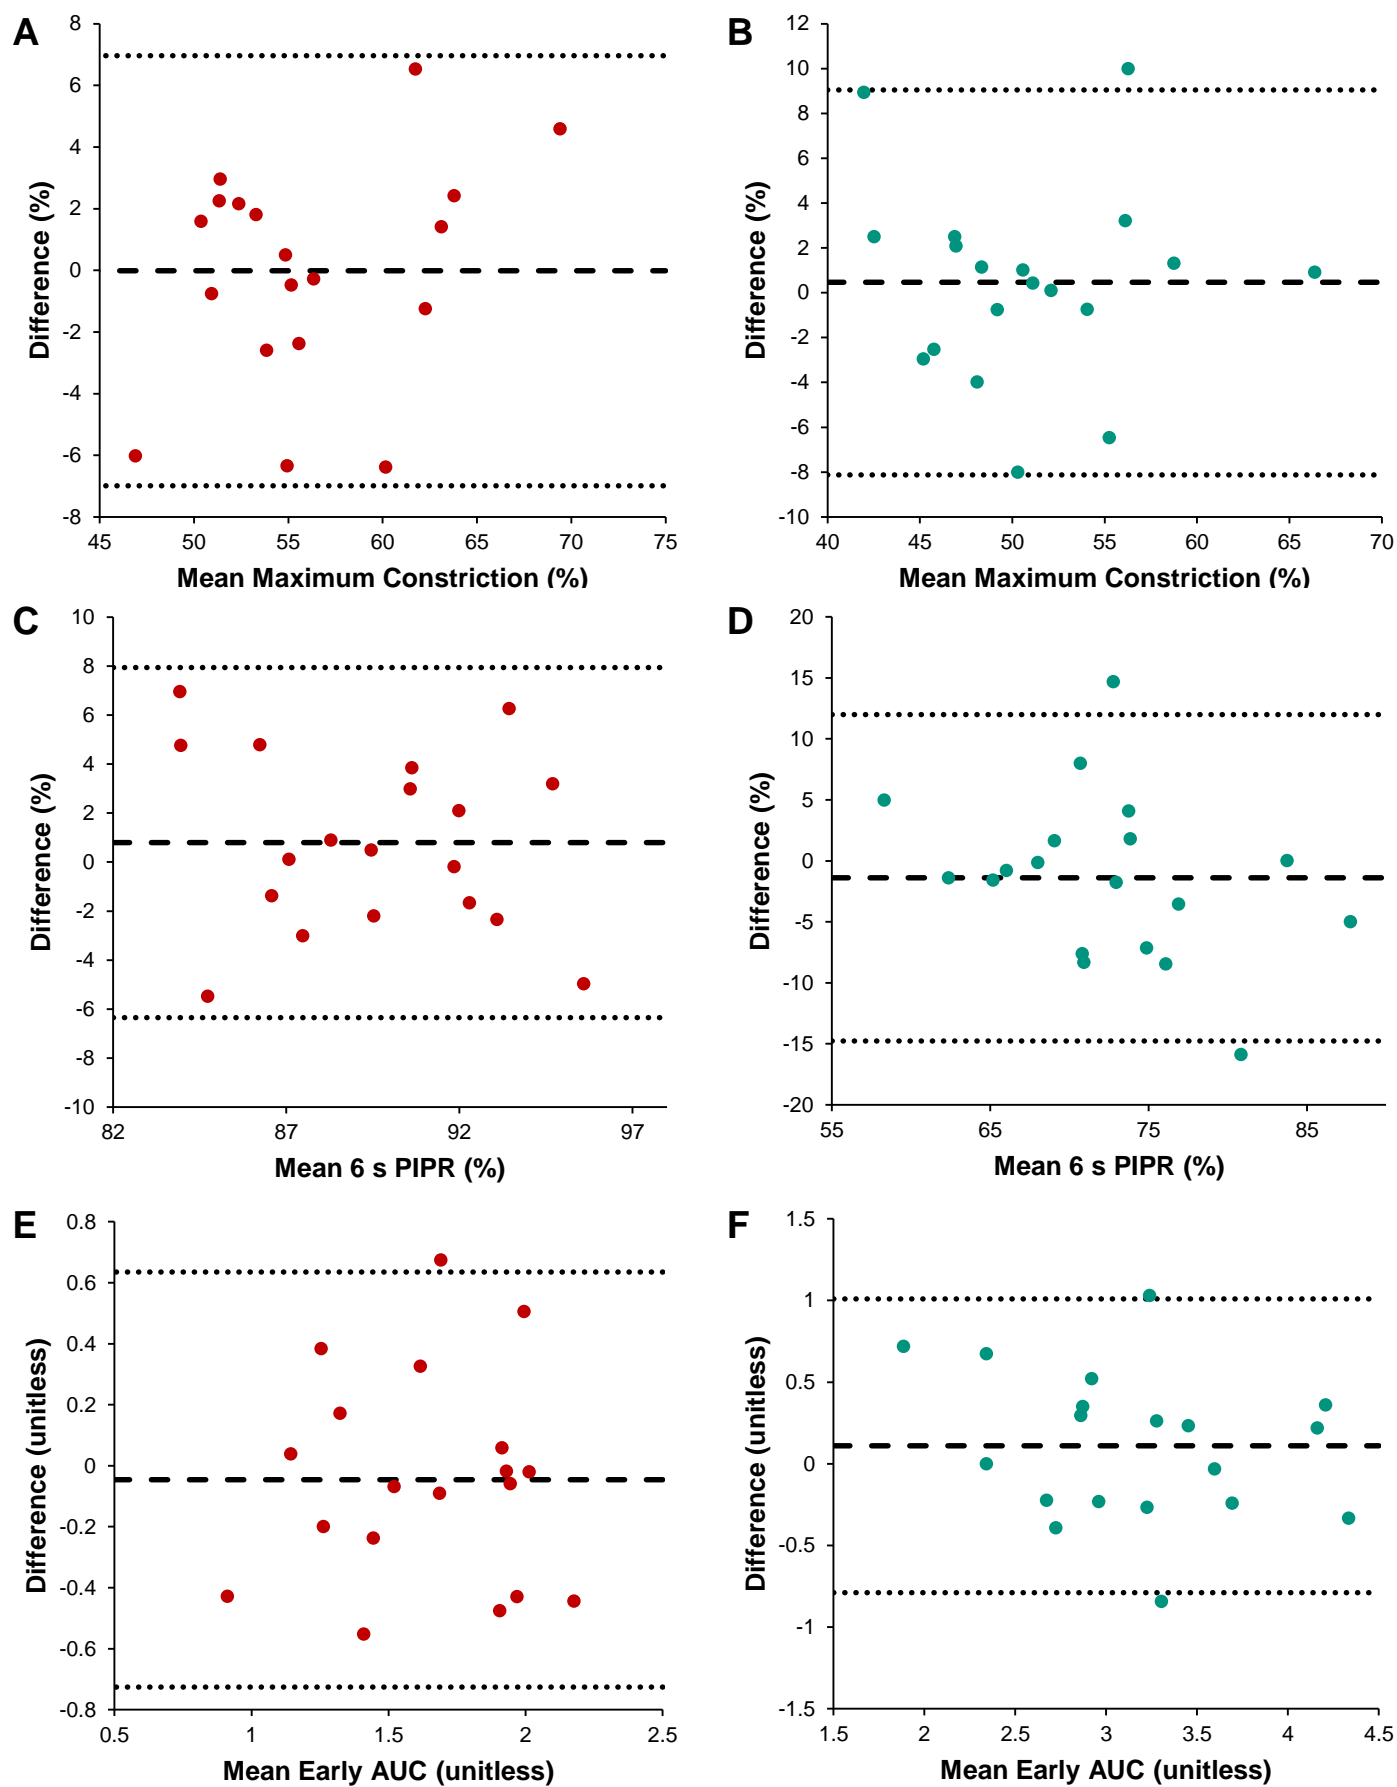 A
8
6
4
2
0
-2
-4
-6
-8
45 50 55 60 65 70 75
Difference (%)
Mean Maximum Constriction (%)
B
12
10
8
6
4
2
0
-2
-4
-6
-8
-10
40 45 50 55 60 65 70
Difference (%)
Mean Maximum Constriction (%)
C
10
8
6
4
2
0
-2
-4
-6
-8
-10
82 87 92 97
Difference (%)
Mean 6 s PIPR (%)
D
20
15
10
5
0
-5
-10
-15
-20
55 65 75 85
Difference (%)
Mean 6 s PIPR (%)
E
0.8
0.6
0.4
0.2
0
-0.2
-0.4
-0.6
-0.8
0.5 1 1.5 2 2.5
Difference (unitless)
Mean Early AUC (unitless)
F
1.5
1
0.5
0
-0.5
-1
-1.5
1.5 2 2.5 3 3.5 4 4.5
Difference (unitless)
Mean Early AUC (unitless)